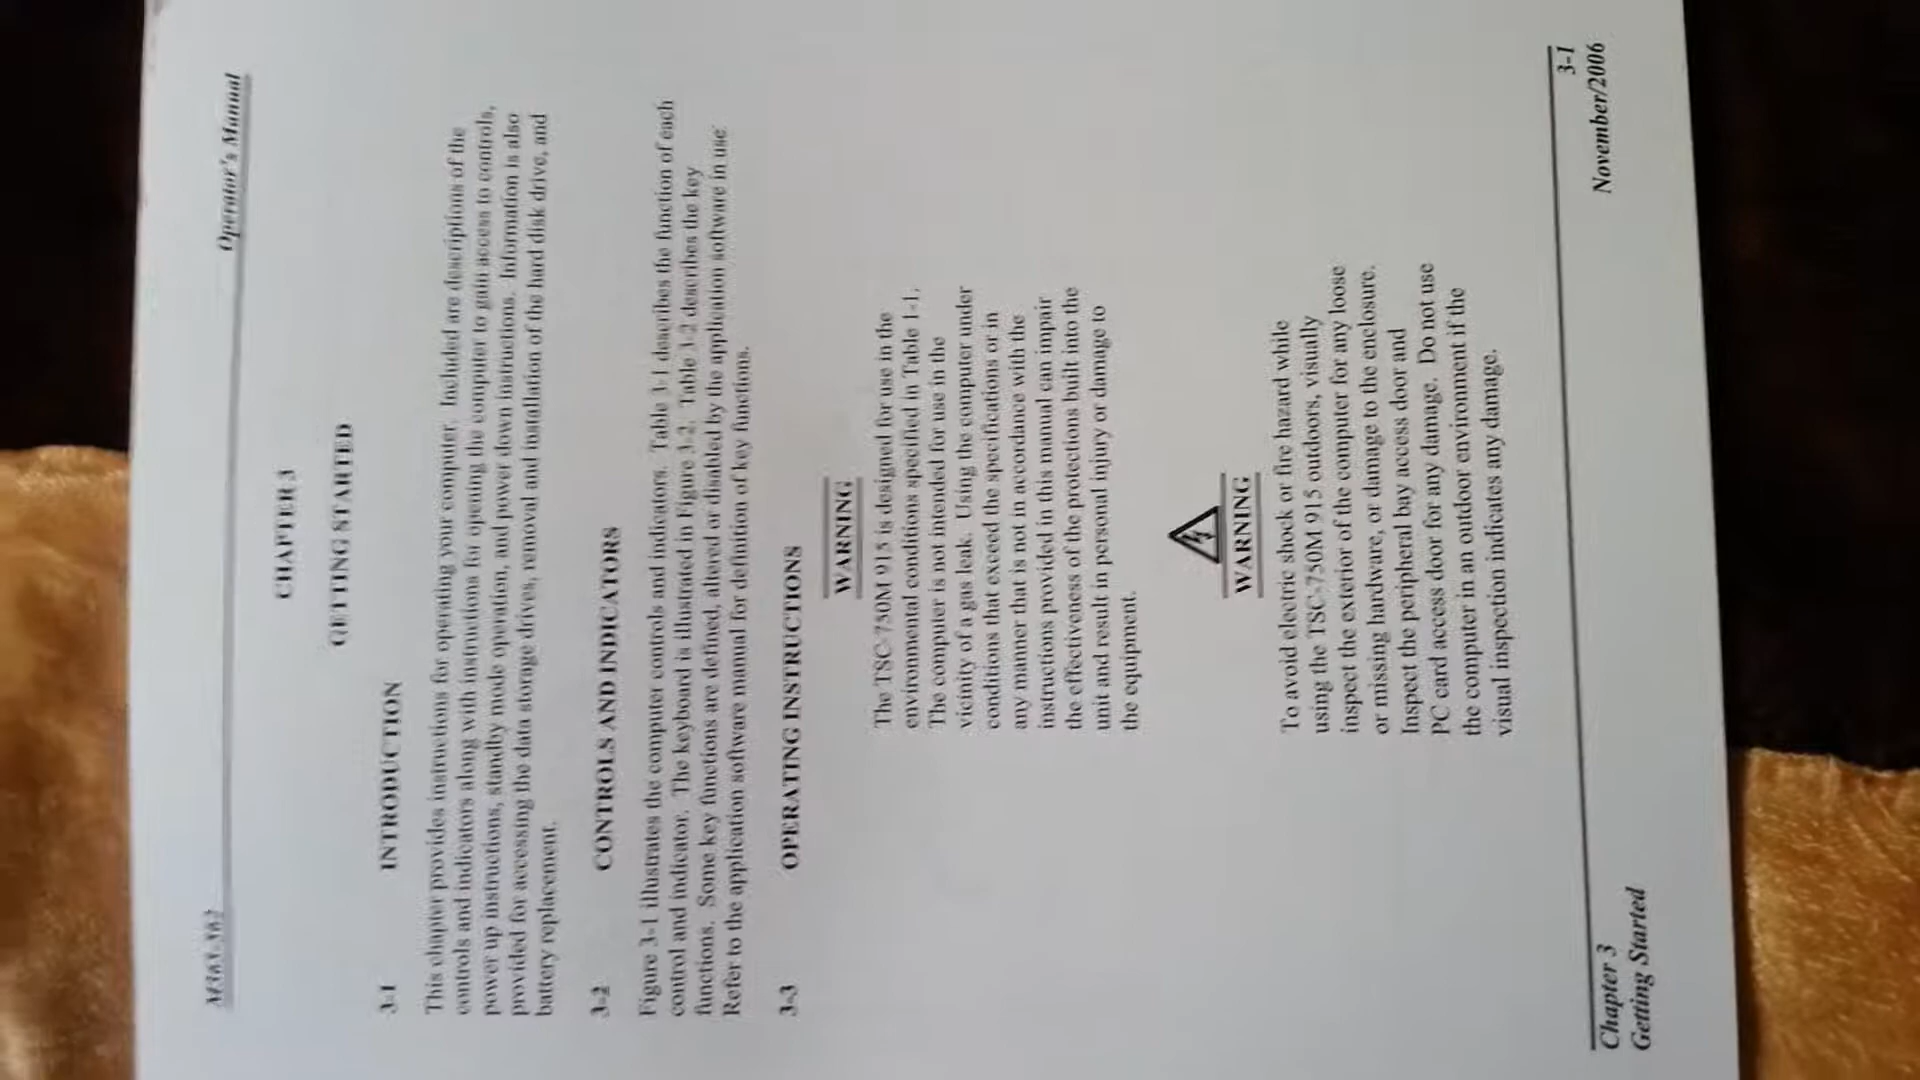 Operator's Manual
CHAPTER 3
GETTING STARTED
3-1 INTRODUCTION
This chapter provides instructions for operating your computer. Included are descriptions of the
controls and indicators along with instructions for opening the computer to gain access to controls,
power up instructions, standby mode operation, and power down instructions. Information is also
provided for accessing the data storage drives, removal and installation of the hard disk drive, and
battery replacement.
3-2 CONTROLS AND INDICATORS
Figure 3-1 illustrates the computer controls and indicators. Table 3-1 describes the function of each
control and indicator. The keyboard is illustrated in Figure 3-2. Table 3-2 describes the key
functions. Some key functions are defined, altered or disabled by the application software in use.
Refer to the application software manual for definition of key functions.
3-3 OPERATING INSTRUCTIONS
WARNING
The TSC-750M 915 is designed for use in the
environmental conditions specified in Table 1-1.
The computer is not intended for use in the
vicinity of a gas leak. Using the computer under
conditions that exceed the specifications or in
any manner that is not in accordance with the
instructions provided in this manual can impair
the effectiveness of the protections built into the
unit and result in personal injury or damage to
the equipment.
WARNING
To avoid electric shock or fire hazard while
using the TSC-750M 915 outdoors, visually
inspect the exterior of the computer for any loose
or missing hardware, or damage to the enclosure.
Inspect the peripheral bay access door and
PC card access door for any damage. Do not use
the computer in an outdoor environment if the
visual inspection indicates any damage.
Chapter 3 3-1
Getting Started November/2006